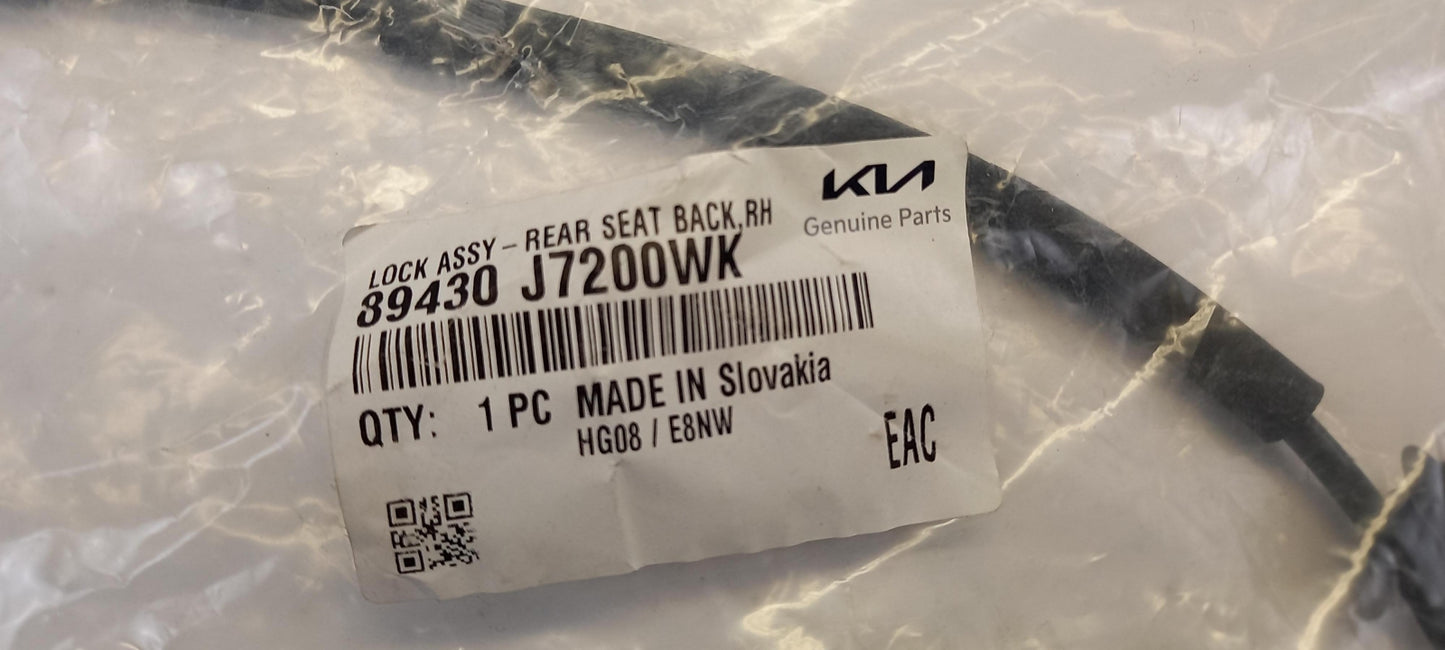 KIA
Genuine Parts
LOCK ASSY – REAR SEAT BACK,RH
89430 J7200WK
QTY: 1 PC MADE IN Slovakia
HG08 / E8NW
EAC